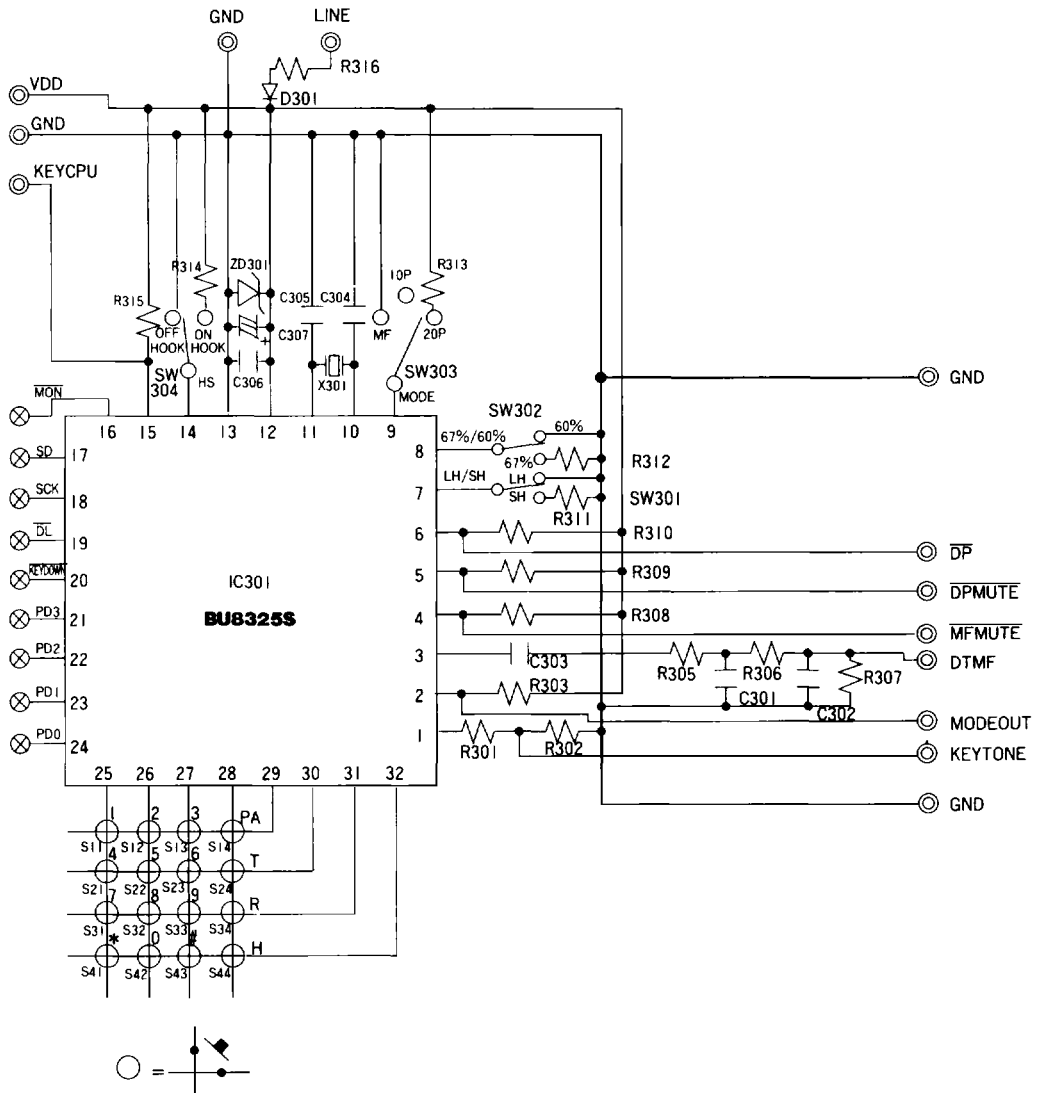 GND LINE
R316
VDD
D301
GND
KEYCPU
R314 ZD301 R313
10P
R315 C305 C304
OFF HOOK ON HOOK C307 MF 20P
SW 304 HS C306 X301 SW303
MODE
GND
MON
16 15 14 13 12 11 10 9
SW302
67%/60% 60%
8
SD 17
67% R312
LH/SH LH
7
SCK 18
SH SW301
R311
6 R310
DL 19
DP
KEYDOWN 20
IC301
5 R309
BU8325S
DPMUTE
PD3 21
4 R308
MFMUTE
PD2 22
3 C303 R305 R306 R307 DTMF
PD1 23
2 R303 C301 C302
MODEOUT
PD0 24
1 R301 R302 KEYTONE
25 26 27 28 29 30 31 32
GND
1 2 3 PA
S11 S12 S13 S14
4 5 6 T
S21 S22 S23 S24
7 8 9 R
S31 S32 S33 S34
* 0 # H
S41 S42 S43 S44
=